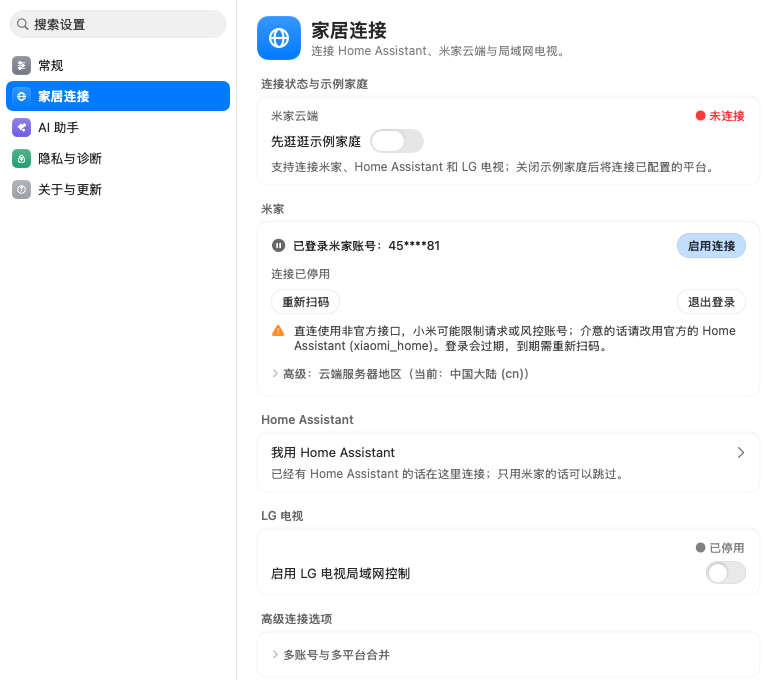 搜索设置
常规
家居连接
AI 助手
隐私与诊断
关于与更新
家居连接
连接 Home Assistant、米家云端与局域网电视。
连接状态与示例家庭
米家云端
未连接
先逛逛示例家庭
支持连接米家、Home Assistant 和 LG 电视；关闭示例家庭后将连接已配置的平台。
米家
已登录米家账号：45****81
启用连接
连接已停用
重新扫码
退出登录
直连使用非官方接口，小米可能限制请求或风控账号；介意的话请改用官方的 Home
Assistant (xiaomi_home)。登录会过期，到期需重新扫码。
高级：云端服务器地区（当前：中国大陆 (cn)）
Home Assistant
我用 Home Assistant
已经有 Home Assistant 的话在这里连接；只用米家的话可以跳过。
LG 电视
已停用
启用 LG 电视局域网控制
高级连接选项
多账号与多平台合并